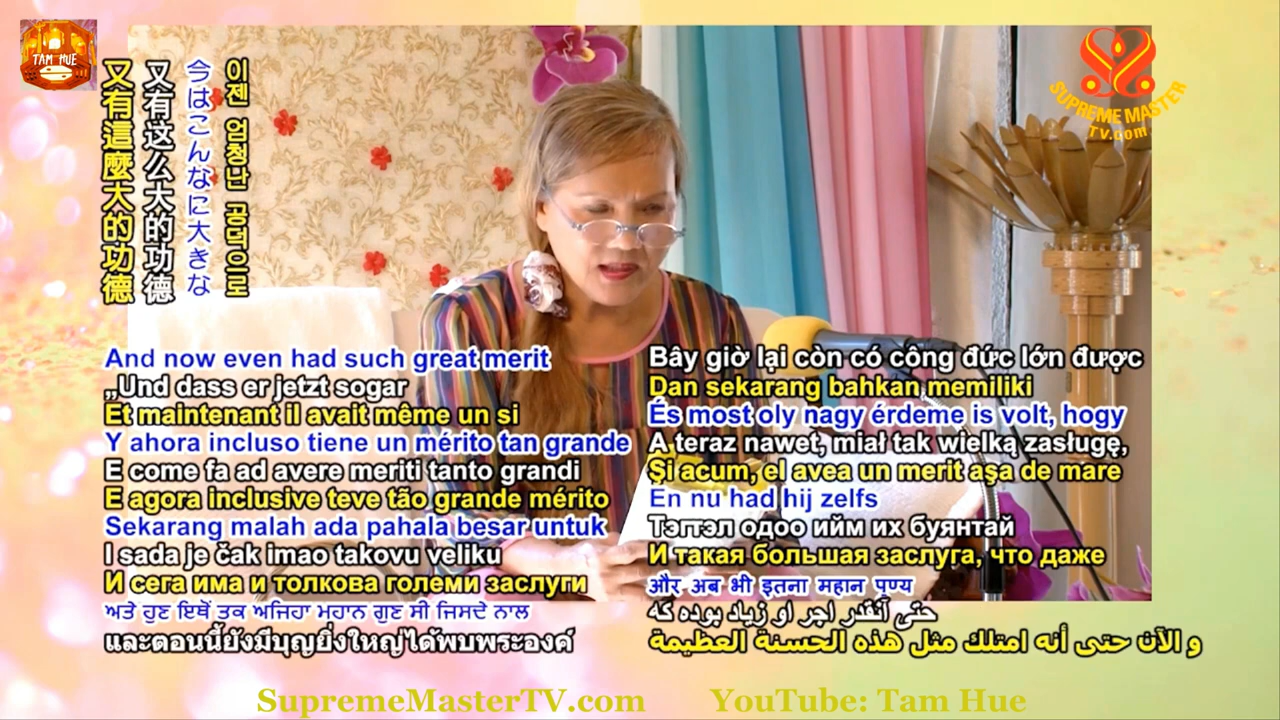 TAM HUE
SUPREME MASTER
TV.com
又有這麼大的功德
又有这么大的功德
今はこんなに大きな
이젠 엄청난 공덕으로
And now even had such great merit
„Und dass er jetzt sogar
Et maintenant il avait même un si
Y ahora incluso tiene un mérito tan grande
E come fa ad avere meriti tanto grandi
E agora inclusive teve tão grande mérito
Sekarang malah ada pahala besar untuk
I sada je čak imao takovu veliku
И сега има и толкова големи заслуги
ਅਤੇ ਹੁਣ ਇਥੋਂ ਤਕ ਅਜਿਹਾ ਮਹਾਨ ਗੁਣ ਸੀ ਜਿਸਦੇ ਨਾਲ
และตอนนี้ยังมีบุญยิ่งใหญ่ได้พบพระองค์
Bây giờ lại còn có công đức lớn được
Dan sekarang bahkan memiliki
És most oly nagy érdeme is volt, hogy
A teraz nawet, miał tak wielką zasługę,
Şi acum, el avea un merit aşa de mare
En nu had hij zelfs
Тэгтэл одоо ийм их буянтай
И такая большая заслуга, что даже
और अब भी इतना महान पुण्य
حتی آنقدر اجر او زیاد بوده که
و الآن حتى أنه امتلك مثل هذه الحسنة العظيمة
SupremeMasterTV.com
YouTube: Tam Hue